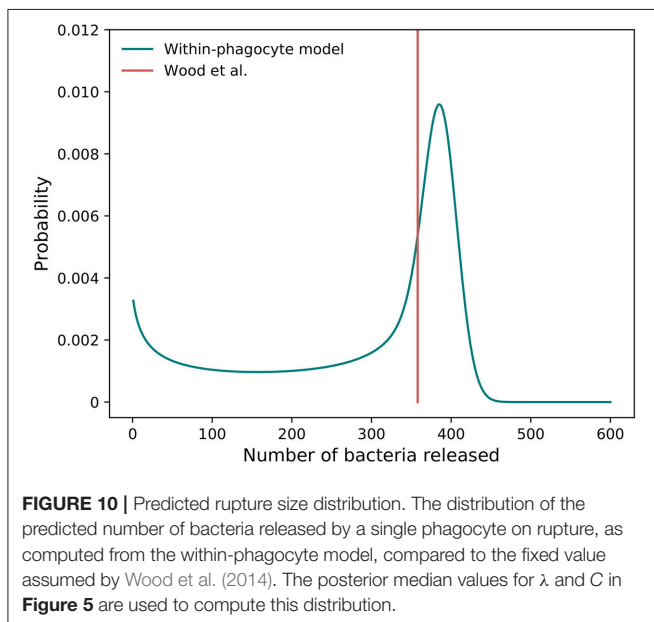 0.012
Within-phagocyte model
Wood et al.
0.010
0.008
0.006
0.004
0.002
0
Probability
0 100 200 300 400 500 600
Number of bacteria released
FIGURE 10 | Predicted rupture size distribution. The distribution of the
predicted number of bacteria released by a single phagocyte on rupture, as
computed from the within-phagocyte model, compared to the fixed value
assumed by Wood et al. (2014). The posterior median values for λ and C in
Figure 5 are used to compute this distribution.